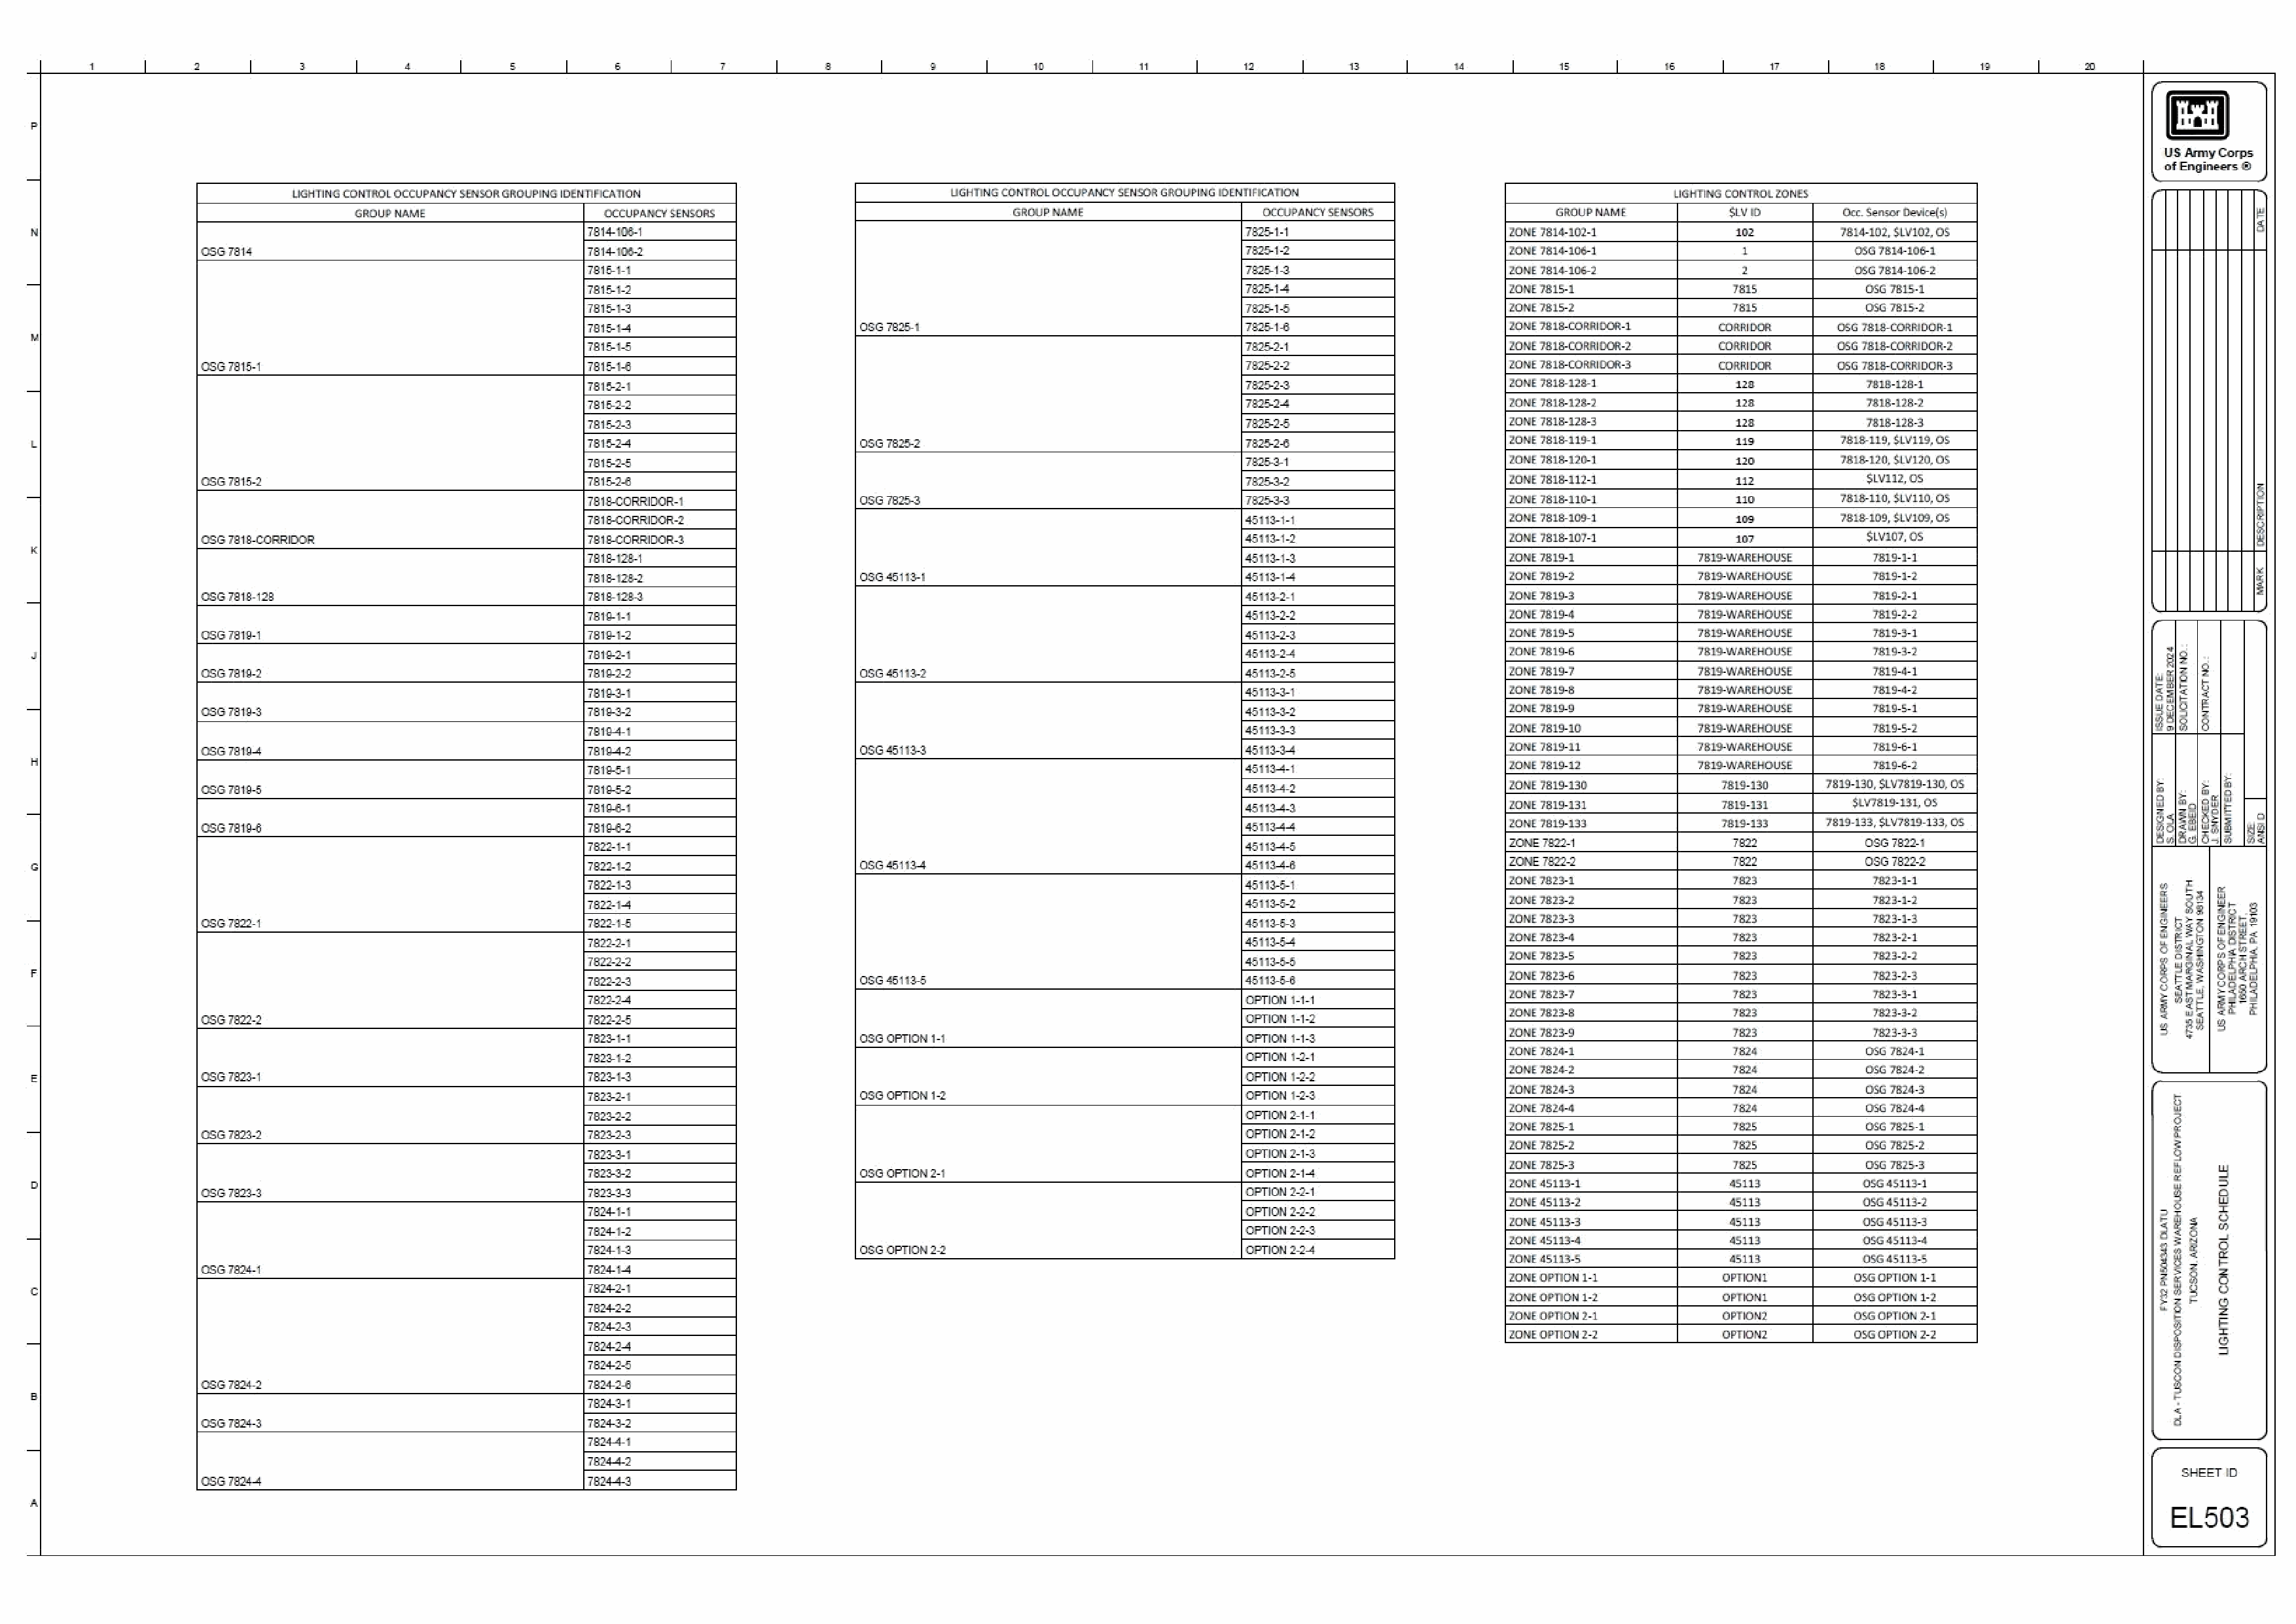 1 2 3 4 5 6 7 8 9 10 11 12 13 14 15 16 17 18 19 20
P
N
M
L
K
J
H
G
F
E
D
C
B
A
LIGHTING CONTROL OCCUPANCY SENSOR GROUPING IDENTIFICATION
GROUP NAME OCCUPANCY SENSORS
7814-106-1
OSG 7814 7814-106-2
7815-1-1
7815-1-2
7815-1-3
7815-1-4
7815-1-5
OSG 7815-1 7815-1-6
7815-2-1
7815-2-2
7815-2-3
7815-2-4
7815-2-5
OSG 7815-2 7815-2-6
7818-CORRIDOR-1
7818-CORRIDOR-2
OSG 7818-CORRIDOR 7818-CORRIDOR-3
7818-128-1
7818-128-2
OSG 7818-128 7818-128-3
7819-1-1
OSG 7819-1 7819-1-2
7819-2-1
OSG 7819-2 7819-2-2
7819-3-1
OSG 7819-3 7819-3-2
7819-4-1
OSG 7819-4 7819-4-2
7819-5-1
OSG 7819-5 7819-5-2
7819-6-1
OSG 7819-6 7819-6-2
7822-1-1
7822-1-2
7822-1-3
7822-1-4
OSG 7822-1 7822-1-5
7822-2-1
7822-2-2
7822-2-3
7822-2-4
OSG 7822-2 7822-2-5
7823-1-1
7823-1-2
OSG 7823-1 7823-1-3
7823-2-1
7823-2-2
OSG 7823-2 7823-2-3
7823-3-1
7823-3-2
OSG 7823-3 7823-3-3
7824-1-1
7824-1-2
7824-1-3
OSG 7824-1 7824-1-4
7824-2-1
7824-2-2
7824-2-3
7824-2-4
7824-2-5
OSG 7824-2 7824-2-6
7824-3-1
OSG 7824-3 7824-3-2
7824-4-1
7824-4-2
OSG 7824-4 7824-4-3
LIGHTING CONTROL OCCUPANCY SENSOR GROUPING IDENTIFICATION
GROUP NAME OCCUPANCY SENSORS
7825-1-1
7825-1-2
7825-1-3
7825-1-4
7825-1-5
OSG 7825-1 7825-1-6
7825-2-1
7825-2-2
7825-2-3
7825-2-4
7825-2-5
OSG 7825-2 7825-2-6
7825-3-1
7825-3-2
OSG 7825-3 7825-3-3
45113-1-1
45113-1-2
45113-1-3
OSG 45113-1 45113-1-4
45113-2-1
45113-2-2
45113-2-3
45113-2-4
OSG 45113-2 45113-2-5
45113-3-1
45113-3-2
45113-3-3
OSG 45113-3 45113-3-4
45113-4-1
45113-4-2
45113-4-3
45113-4-4
45113-4-5
OSG 45113-4 45113-4-6
45113-5-1
45113-5-2
45113-5-3
45113-5-4
45113-5-5
OSG 45113-5 45113-5-6
OPTION 1-1-1
OPTION 1-1-2
OSG OPTION 1-1 OPTION 1-1-3
OPTION 1-2-1
OPTION 1-2-2
OSG OPTION 1-2 OPTION 1-2-3
OPTION 2-1-1
OPTION 2-1-2
OPTION 2-1-3
OSG OPTION 2-1 OPTION 2-1-4
OPTION 2-2-1
OPTION 2-2-2
OPTION 2-2-3
OSG OPTION 2-2 OPTION 2-2-4
LIGHTING CONTROL ZONES
GROUP NAME $LV ID Occ. Sensor Device(s)
ZONE 7814-102-1 102 7814-102, $LV102, OS
ZONE 7814-106-1 1 OSG 7814-106-1
ZONE 7814-106-2 2 OSG 7814-106-2
ZONE 7815-1 7815 OSG 7815-1
ZONE 7815-2 7815 OSG 7815-2
ZONE 7818-CORRIDOR-1 CORRIDOR OSG 7818-CORRIDOR-1
ZONE 7818-CORRIDOR-2 CORRIDOR OSG 7818-CORRIDOR-2
ZONE 7818-CORRIDOR-3 CORRIDOR OSG 7818-CORRIDOR-3
ZONE 7818-128-1 128 7818-128-1
ZONE 7818-128-2 128 7818-128-2
ZONE 7818-128-3 128 7818-128-3
ZONE 7818-119-1 119 7818-119, $LV119, OS
ZONE 7818-120-1 120 7818-120, $LV120, OS
ZONE 7818-112-1 112 $LV112, OS
ZONE 7818-110-1 110 7818-110, $LV110, OS
ZONE 7818-109-1 109 7818-109, $LV109, OS
ZONE 7818-107-1 107 $LV107, OS
ZONE 7819-1 7819-WAREHOUSE 7819-1-1
ZONE 7819-2 7819-WAREHOUSE 7819-1-2
ZONE 7819-3 7819-WAREHOUSE 7819-2-1
ZONE 7819-4 7819-WAREHOUSE 7819-2-2
ZONE 7819-5 7819-WAREHOUSE 7819-3-1
ZONE 7819-6 7819-WAREHOUSE 7819-3-2
ZONE 7819-7 7819-WAREHOUSE 7819-4-1
ZONE 7819-8 7819-WAREHOUSE 7819-4-2
ZONE 7819-9 7819-WAREHOUSE 7819-5-1
ZONE 7819-10 7819-WAREHOUSE 7819-5-2
ZONE 7819-11 7819-WAREHOUSE 7819-6-1
ZONE 7819-12 7819-WAREHOUSE 7819-6-2
ZONE 7819-130 7819-130 7819-130, $LV7819-130, OS
ZONE 7819-131 7819-131 $LV7819-131, OS
ZONE 7819-133 7819-133 7819-133, $LV7819-133, OS
ZONE 7822-1 7822 OSG 7822-1
ZONE 7822-2 7822 OSG 7822-2
ZONE 7823-1 7823 7823-1-1
ZONE 7823-2 7823 7823-1-2
ZONE 7823-3 7823 7823-1-3
ZONE 7823-4 7823 7823-2-1
ZONE 7823-5 7823 7823-2-2
ZONE 7823-6 7823 7823-2-3
ZONE 7823-7 7823 7823-3-1
ZONE 7823-8 7823 7823-3-2
ZONE 7823-9 7823 7823-3-3
ZONE 7824-1 7824 OSG 7824-1
ZONE 7824-2 7824 OSG 7824-2
ZONE 7824-3 7824 OSG 7824-3
ZONE 7824-4 7824 OSG 7824-4
ZONE 7825-1 7825 OSG 7825-1
ZONE 7825-2 7825 OSG 7825-2
ZONE 7825-3 7825 OSG 7825-3
ZONE 45113-1 45113 OSG 45113-1
ZONE 45113-2 45113 OSG 45113-2
ZONE 45113-3 45113 OSG 45113-3
ZONE 45113-4 45113 OSG 45113-4
ZONE 45113-5 45113 OSG 45113-5
ZONE OPTION 1-1 OPTION1 OSG OPTION 1-1
ZONE OPTION 1-2 OPTION1 OSG OPTION 1-2
ZONE OPTION 2-1 OPTION2 OSG OPTION 2-1
ZONE OPTION 2-2 OPTION2 OSG OPTION 2-2
US Army Corps
of Engineers ®
MARK DESCRIPTION DATE
ISSUE DATE:
9 DECEMBER 2024
SOLICITATION NO.:
CONTRACT NO.:
DESIGNED BY:
S. OLA
DRAWN BY:
G. EBEID
CHECKED BY:
J. SNYDER
SUBMITTED BY:
SIZE:
ANSI D
US ARMY CORPS OF ENGINEERS
SEATTLE DISTRICT
4735 EAST MARGINAL WAY SOUTH
SEATTLE, WASHINGTON 98134
US ARMY CORPS OF ENGINEER
PHILADELPHIA DISTRICT
1650 ARCH STREET,
PHILADELPHIA, PA 19103
FY32 PN504343 DLATU
DLA - TUSCON DISPOSITION SERVICES WAREHOUSE REFLOW PROJECT
TUCSON, ARIZONA
LIGHTING CONTROL SCHEDULE
SHEET ID
EL503